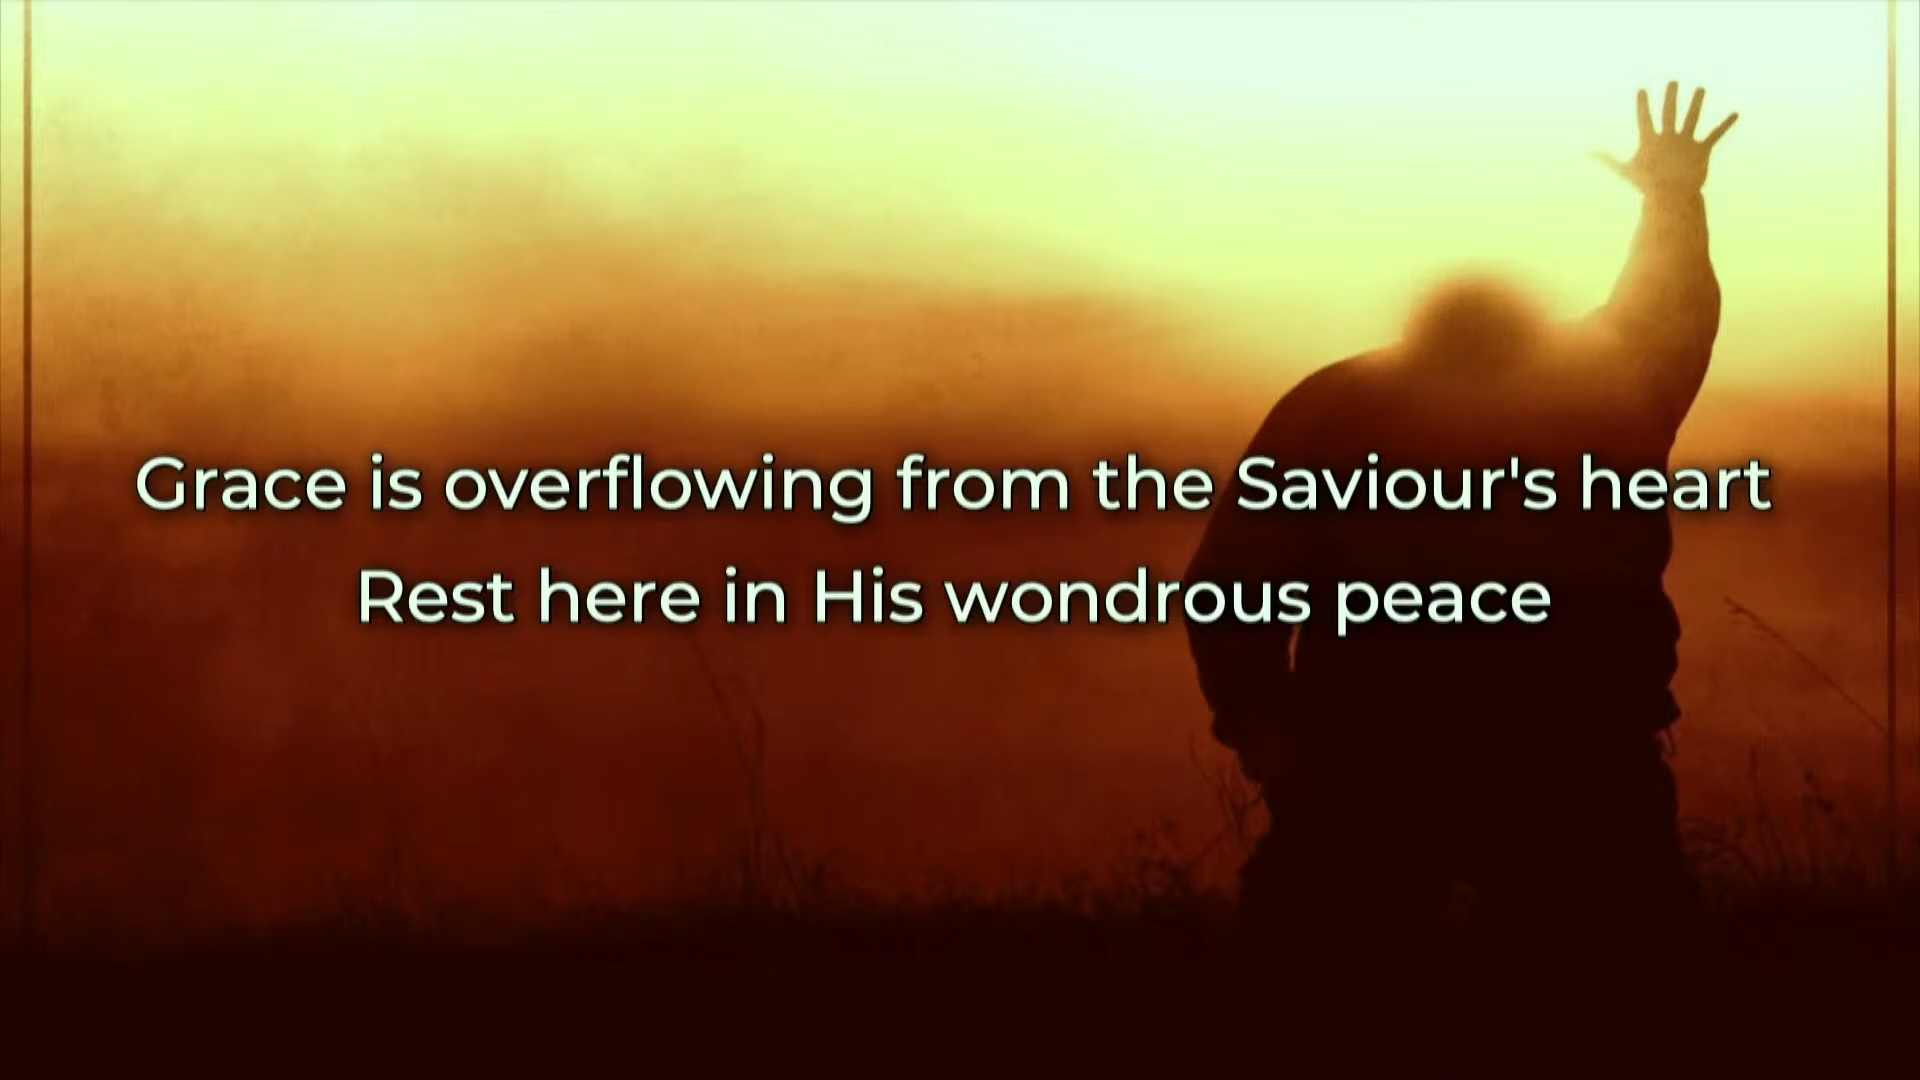 Grace is overflowing from the Saviour's heart
Rest here in His wondrous peace